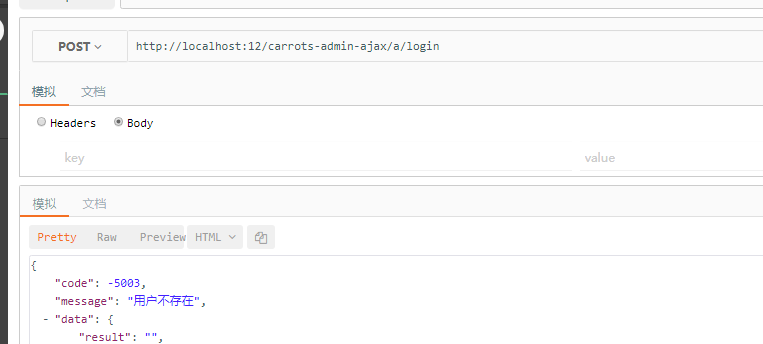 POST http://localhost:12/carrots-admin-ajax/a/login
模拟 文档
Headers Body
key value
模拟 文档
Pretty Raw Preview HTML
{
"code": -5003,
"message": "用户不存在",
- "data": {
"result": "",